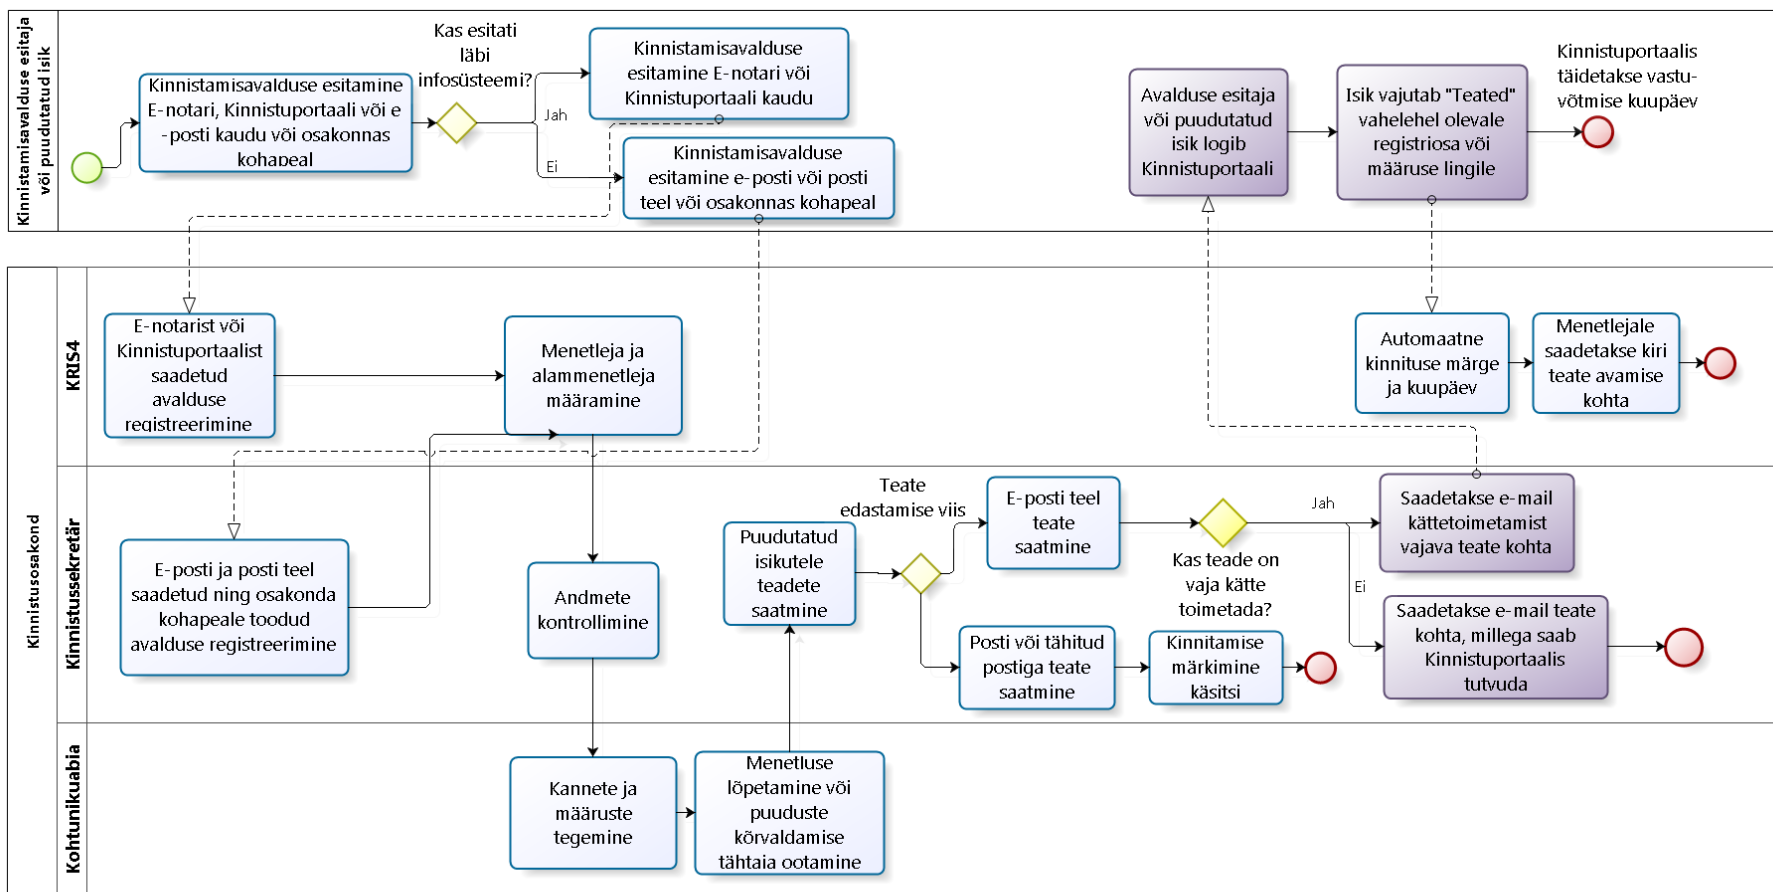 Kinnistamisavalduse esitaja
või puudutatud isik
Kinnistamisavalduse esitamine
E-notari, Kinnistuportaali või e
-posti kaudu või osakonnas
kohapeal
Kas esitati
läbi
infosüsteemi?
Jah
Ei
Kinnistamisavalduse
esitamine E-notari või
Kinnistuportaali kaudu
Kinnistamisavalduse
esitamine e-posti või posti
teel või osakonnas kohapeal
Avalduse esitaja
või puudutatud
isik logib
Kinnistuportaali
Isik vajutab "Teated"
vahelehel olevale
registriosa või
määruse lingile
Kinnistuportaalis
täidetakse vastu-
võtmise kuupäev
Kinnistusosakond
KRIS4
E-notarist või
Kinnistuportaalist
saadetud
avalduse
registreerimine
Menetleja ja
alammenetleja
määramine
Automaatne
kinnituse märge
ja kuupäev
Menetlejale
saadetakse kiri
teate avamise
kohta
Kinnistussekretär
E-posti ja posti teel
saadetud ning osakonda
kohapeale toodud
avalduse registreerimine
Andmete
kontrollimine
Puudutatud
isikutele
teadete
saatmine
Teate
edastamise viis
E-posti teel
teate
saatmine
Posti või tähitud
postiga teate
saatmine
Kinnitamise
märkimine
käsitsi
Kas teade on
vaja kätte
toimetada?
Jah
Ei
Saadetakse e-mail
kättetoimetamist
vajava teate kohta
Saadetakse e-mail teate
kohta, millega saab
Kinnistuportaalis
tutvuda
Kohtunikuabia
Kannete ja
määruste
tegemine
Menetluse
lõpetamine või
puuduste
kõrvaldamise
tähtaia ootamine